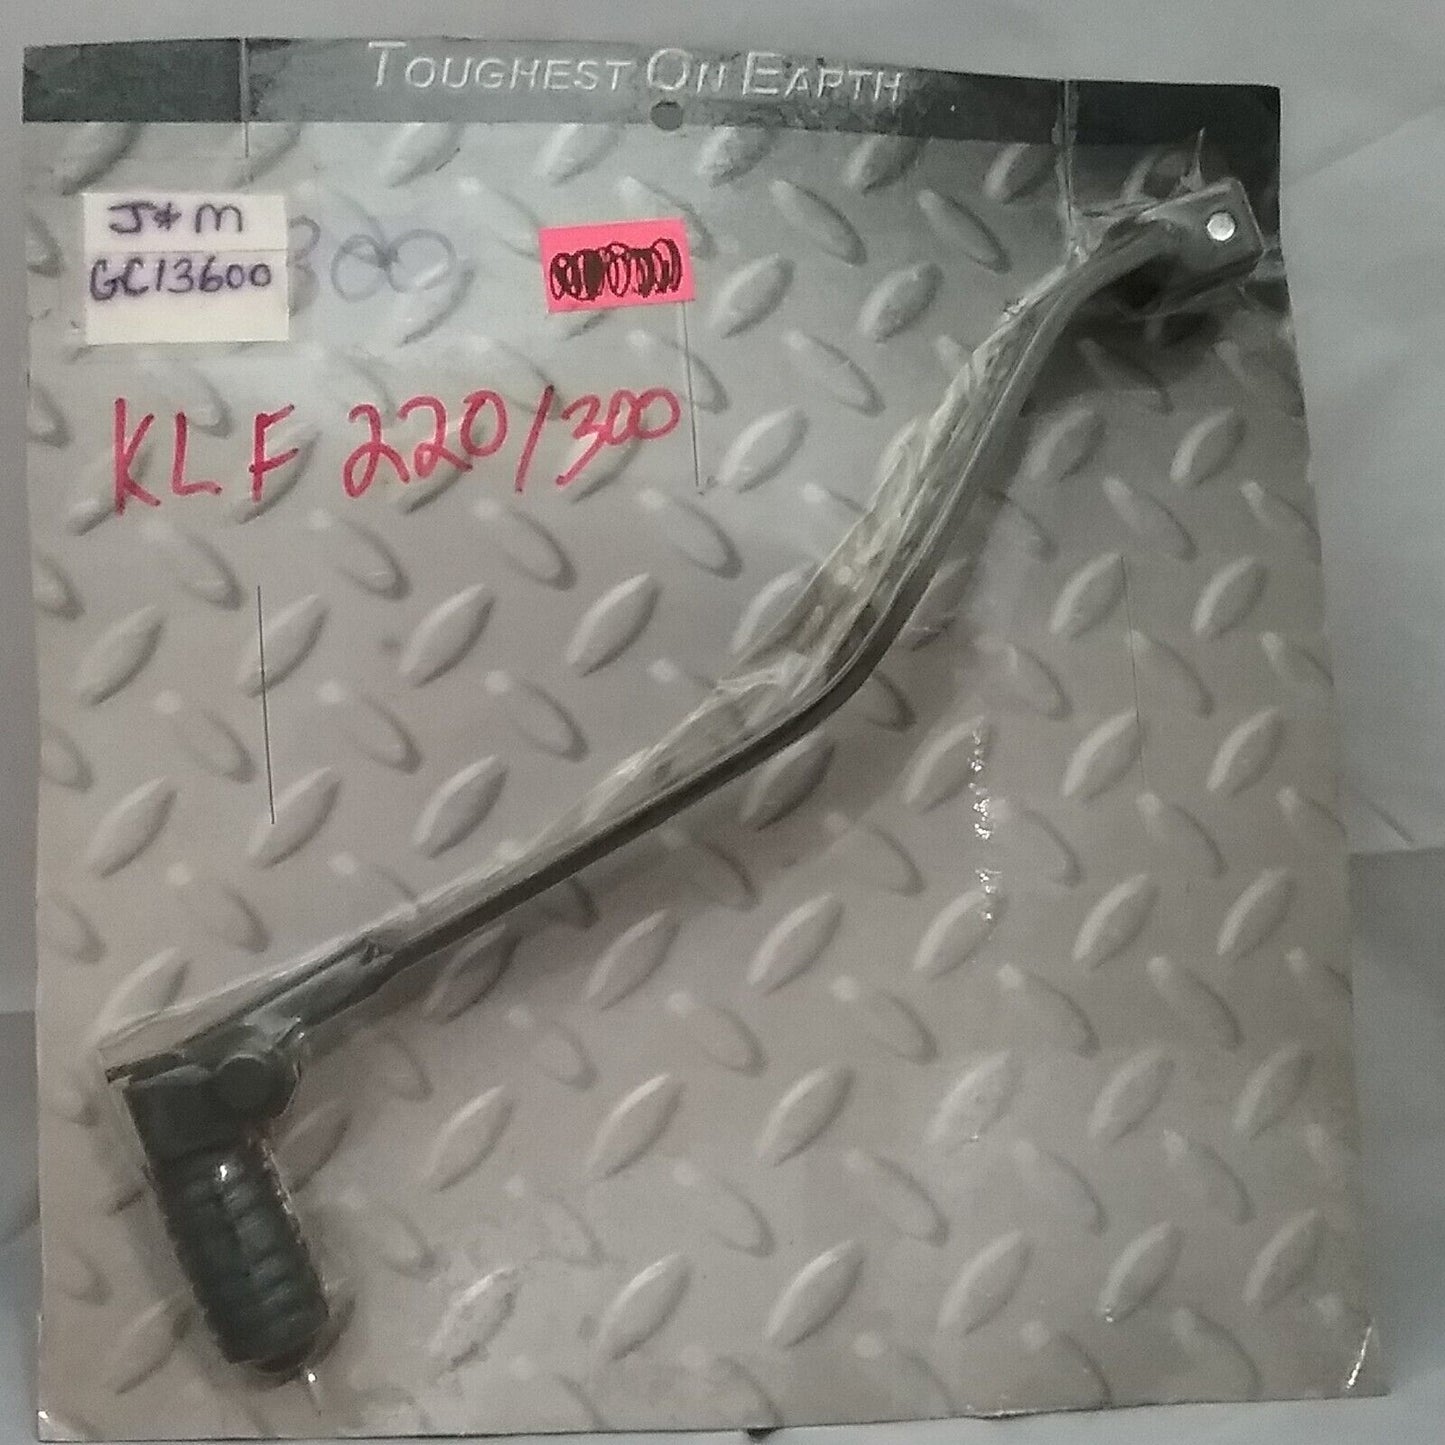 TOUGHEST ON EARTH
J*M
GC13600
300
KLF 220/300